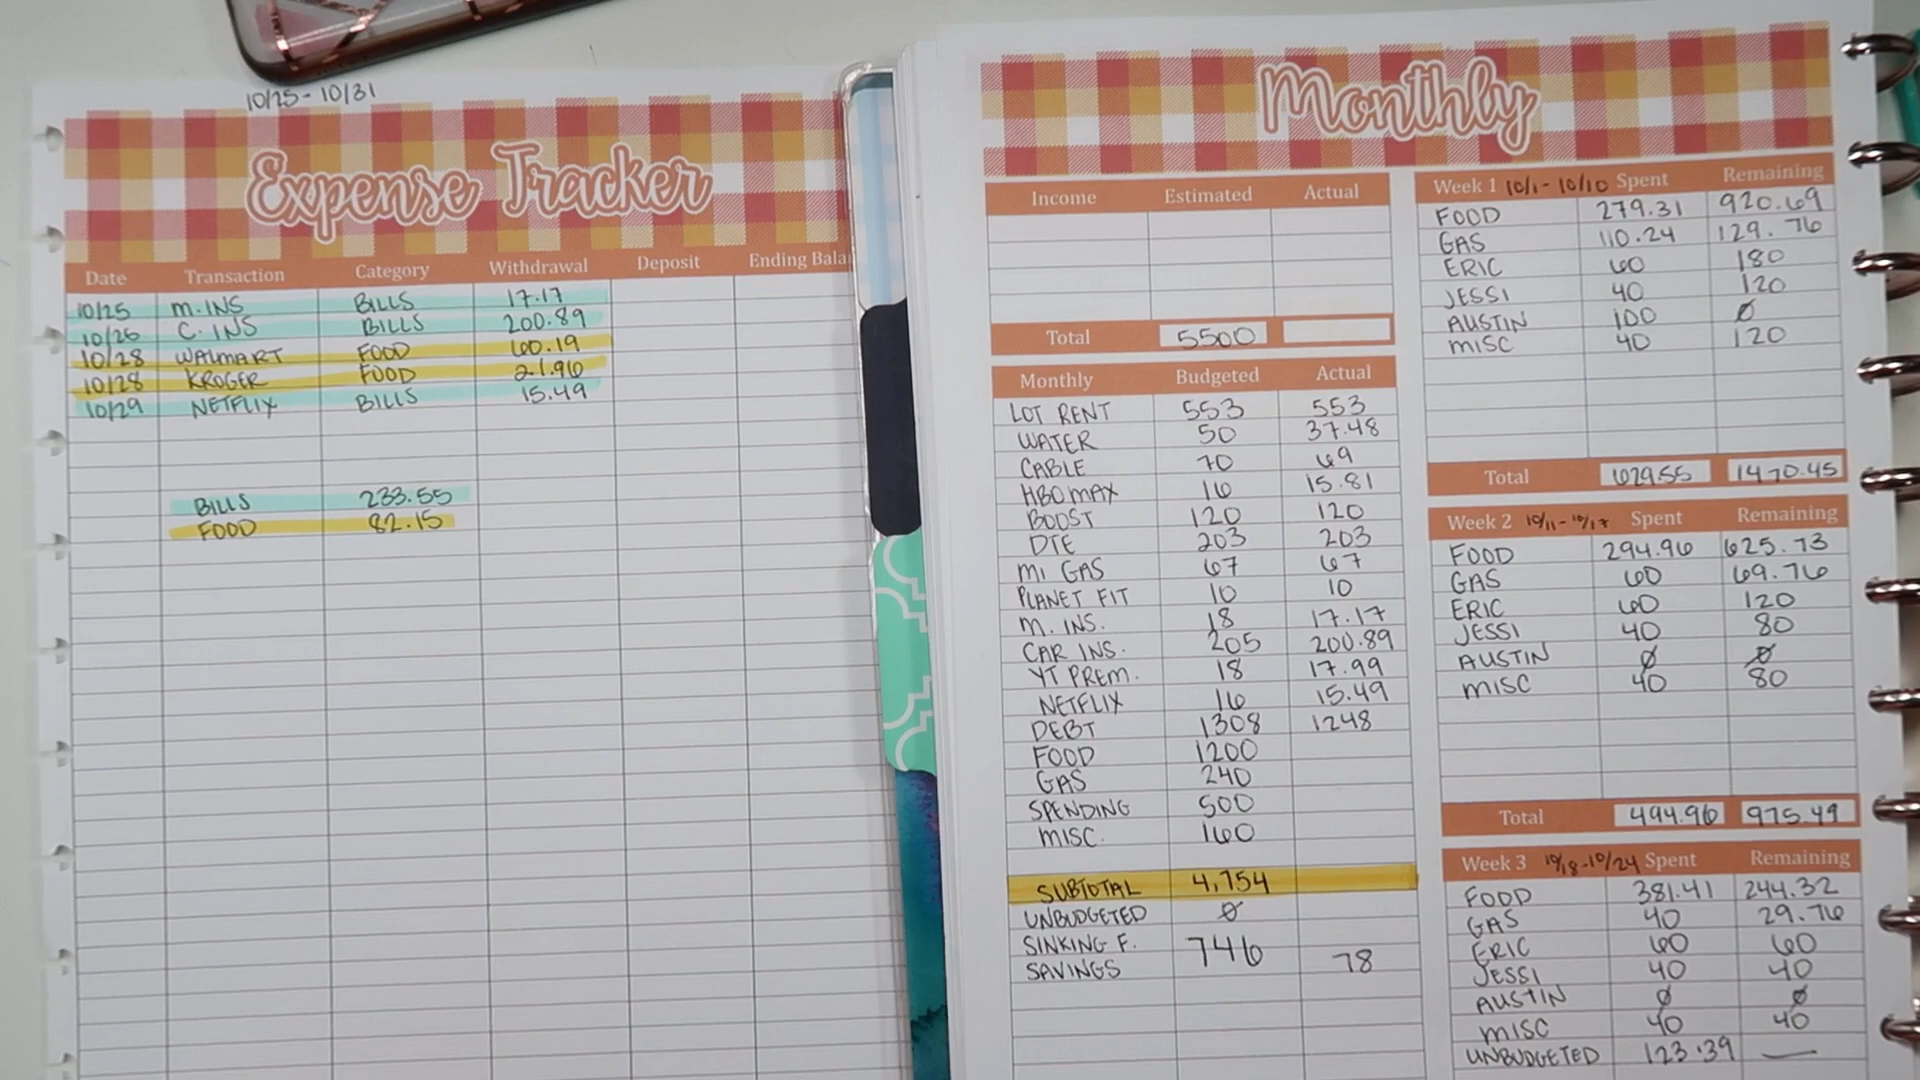 10/25 - 10/31
Expense Tracker
Date Transaction Category Withdrawal Deposit Ending Bala
10/25 M. INS BILLS 17.17
10/26 C. INS BILLS 200.89
10/28 WALMART FOOD 60.19
10/28 KROGER FOOD 21.96
10/29 NETFLIX BILLS 15.49
BILLS 233.55
FOOD 82.15
Monthly
Income Estimated Actual
Total 5500
Monthly Budgeted Actual
LOT RENT 553 553
WATER 50 37.48
CABLE 70 69
HBO MAX 16 15.81
BOOST 120 120
DTE 203 203
MI GAS 67 67
PLANET FIT 10 10
M. INS. 18 17.17
CAR INS. 205 200.89
YT PREM. 18 17.99
NETFLIX 16 15.49
DEBT 1308 1248
FOOD 1200
GAS 240
SPENDING 500
MISC. 160
SUBTOTAL 4,754
UNBUDGETED Ø
SINKING F. 746
SAVINGS 78
Week 1 10/1 - 10/10 Spent Remaining
FOOD 279.31 920.69
GAS 110.24 129.76
ERIC 60 180
JESSI 40 120
AUSTIN 100 Ø
MISC 40 120
Total 629.55 1470.45
Week 2 10/11 - 10/17 Spent Remaining
FOOD 294.96 625.73
GAS 60 69.76
ERIC 60 120
JESSI 40 80
AUSTIN Ø Ø
MISC 40 80
Total 494.96 975.49
Week 3 10/18 - 10/24 Spent Remaining
FOOD 381.41 244.32
GAS 40 29.76
ERIC 60 60
JESSI 40 40
AUSTIN Ø Ø
MISC 40 40
UNBUDGETED 123.39 —